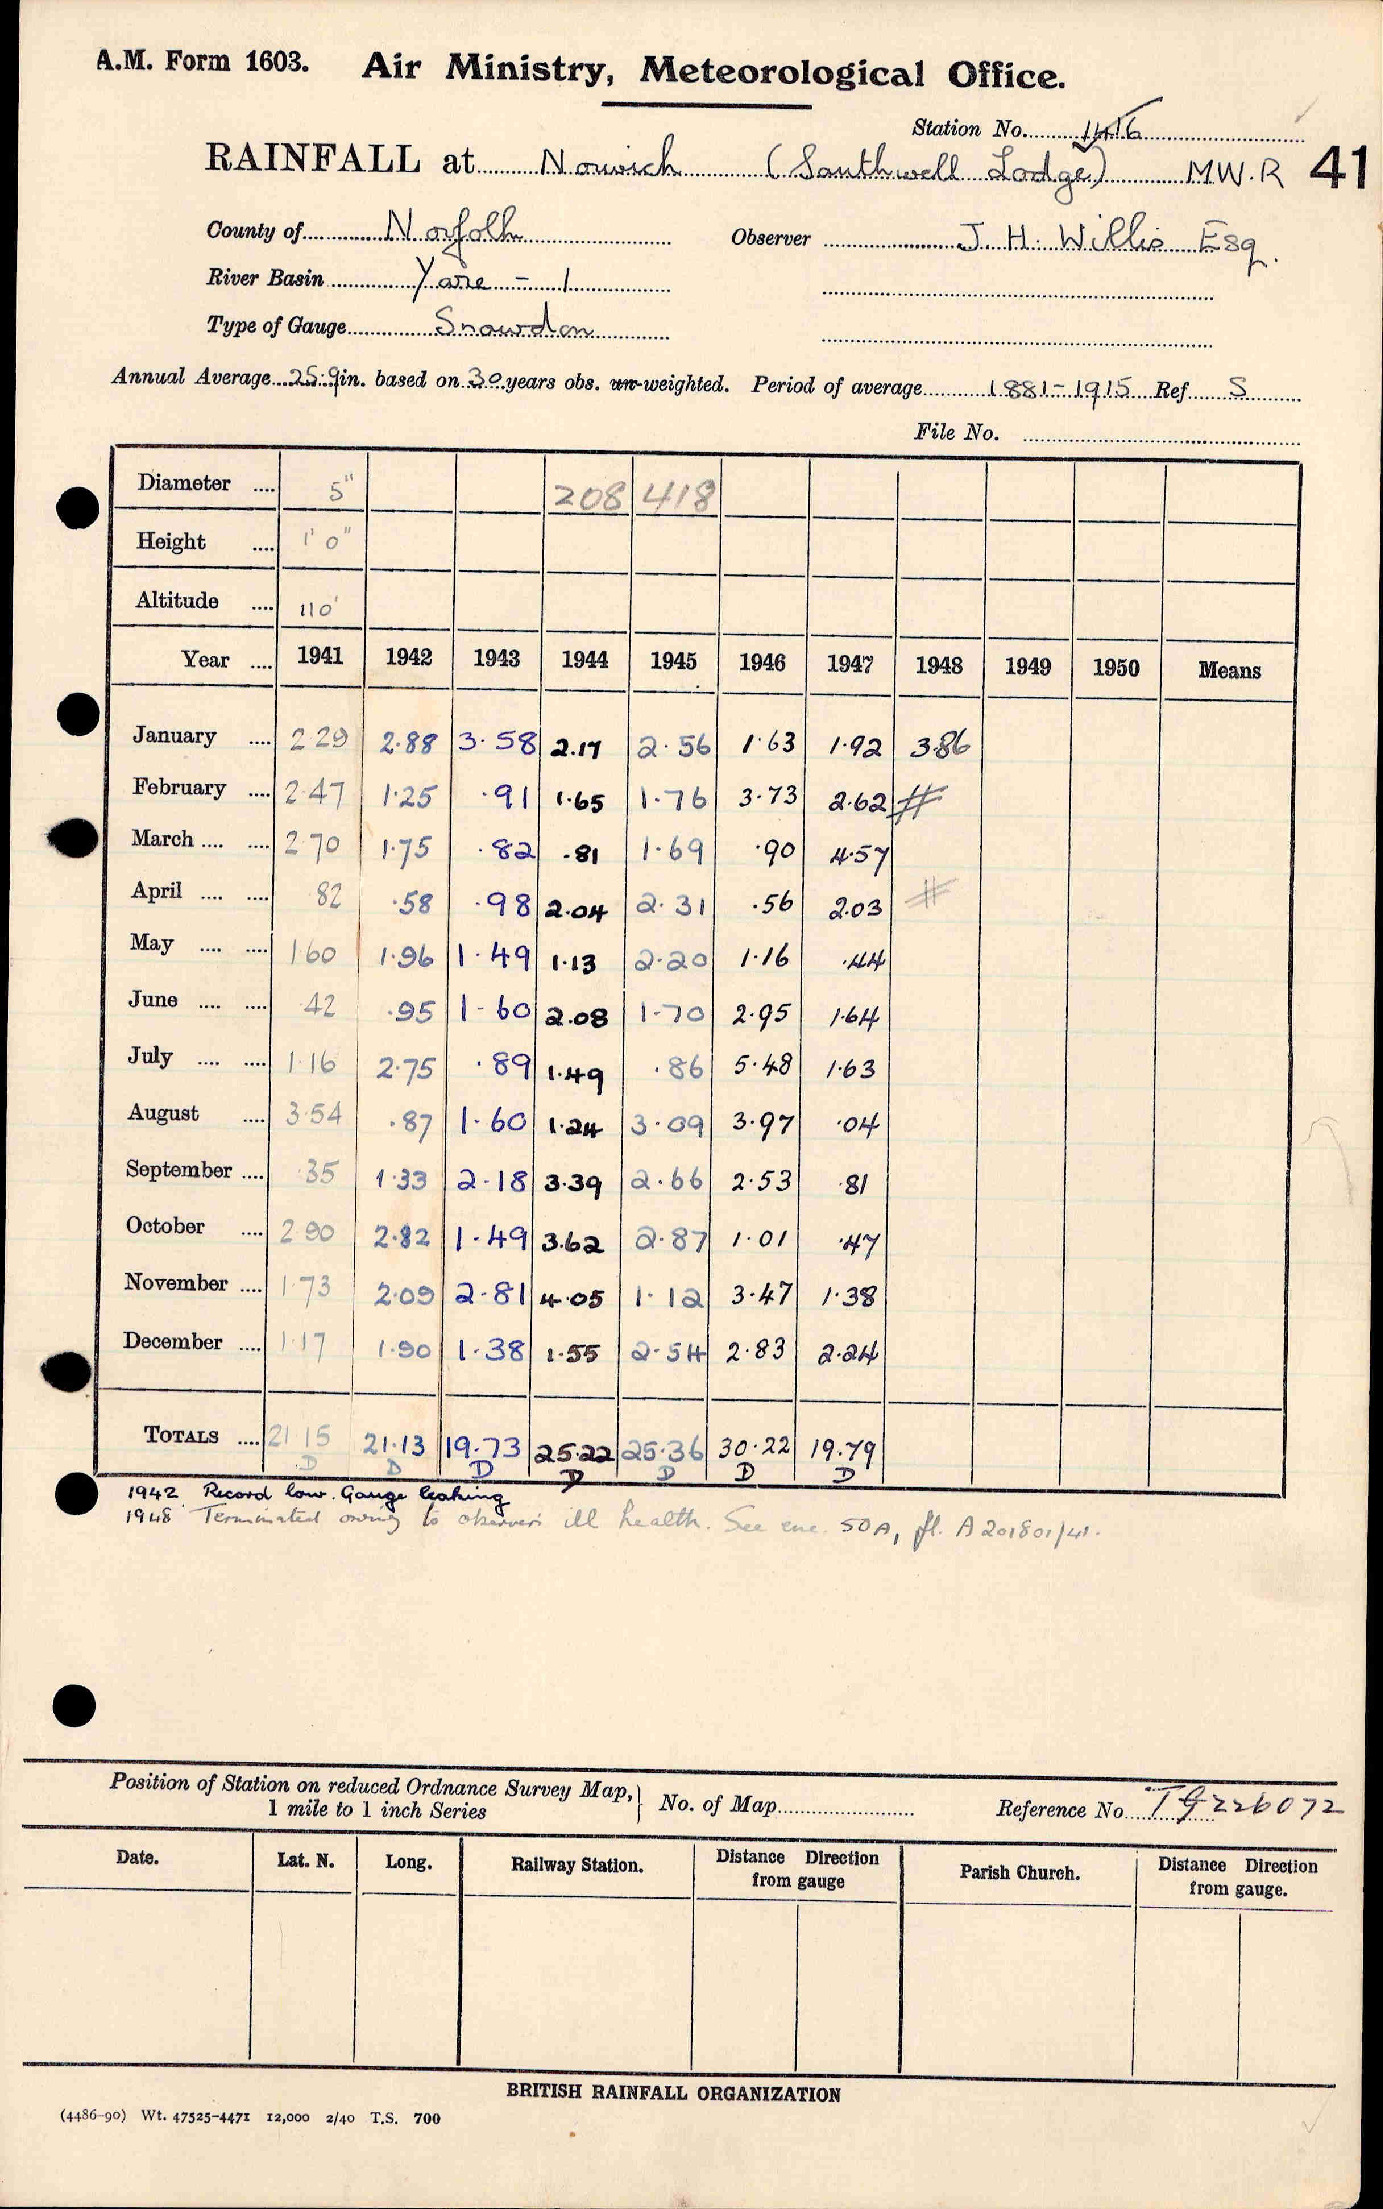 A.M. Form 1603. Air Ministry, Meteorological Office.
Station No. 1416
RAINFALL at Norwich (Southwell Lodge) MW.R 41
County of Norfolk Observer J. H. Willis Esq.
River Basin Yare - 1
Type of Gauge Snowdon
Annual Average 25.9 in. based on 30 years obs. un-weighted. Period of average 1881-1915 Ref. S
File No.
Diameter .... 5" 208 418
Height .... 1' 0"
Altitude .... 110'
Year .... 1941 1942 1943 1944 1945 1946 1947 1948 1949 1950 Means
January .... 2.29 2.88 3.58 2.17 2.56 1.63 1.92 3.86
February .... 2.47 1.25 .91 1.65 1.76 3.73 2.62 #
March .... .... 2.70 1.75 .82 .81 1.69 .90 4.57
April .... .... .82 .58 .98 2.04 2.31 .56 2.03 #
May .... .... 1.60 1.96 1.49 1.13 2.20 1.16 .44
June .... .... .42 .95 1.60 2.08 1.70 2.95 1.64
July .... .... 1.16 2.75 .89 1.49 .86 5.48 1.63
August .... 3.54 .87 1.60 1.24 3.09 3.97 .04
September .... .35 1.33 2.18 3.39 2.66 2.53 .81
October .... 2.90 2.82 1.49 3.62 2.87 1.01 .47
November .... 1.73 2.09 2.81 4.05 1.12 3.47 1.38
December .... 1.17 1.90 1.38 1.55 2.54 2.83 2.24
TOTALS .... 21.15 21.13 19.73 25.22 25.36 30.22 19.79
D D D D D D D
1942 Record low. Gauge leaking
1948 Terminated owing to observer's ill health. See enc. 50A, fl. A201801/41.
Position of Station on reduced Ordnance Survey Map, 1 mile to 1 inch Series } No. of Map Reference No. TG226072
Date. Lat. N. Long. Railway Station. Distance Direction from gauge Parish Church. Distance Direction from gauge.
BRITISH RAINFALL ORGANIZATION
(4486-90) Wt. 47525-4471 12,000 2/40 T.S. 700